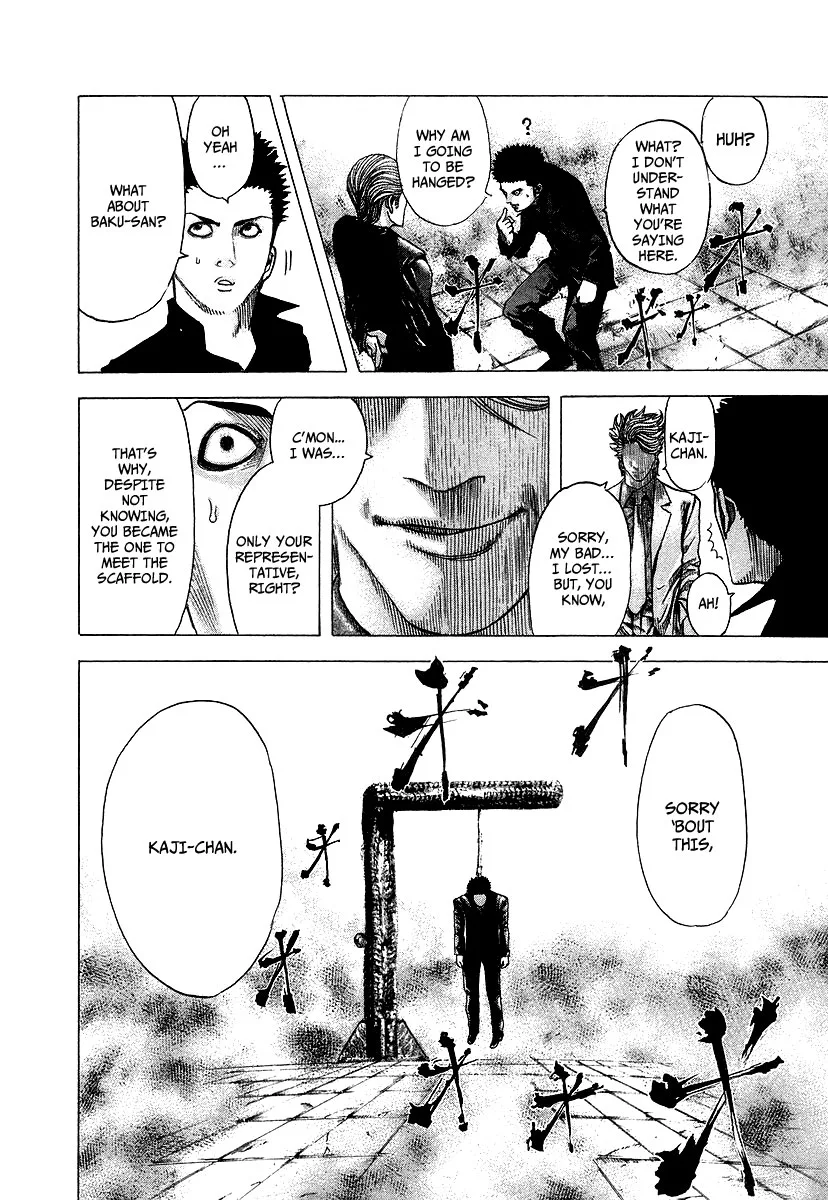 HUH?
WHAT?
I DON'T
UNDER-
STAND
WHAT
YOU'RE
SAYING
HERE.
?
WHY AM
I GOING
TO BE
HANGED?
OH
YEAH
...
WHAT
ABOUT
BAKU-SAN?
KAJI-
CHAN.
AH!
SORRY,
MY BAD...
I LOST...
BUT, YOU
KNOW,
C'MON...
I WAS...
ONLY YOUR
REPRESEN-
TATIVE,
RIGHT?
THAT'S
WHY,
DESPITE
NOT
KNOWING,
YOU BECAME
THE ONE TO
MEET THE
SCAFFOLD.
SORRY
'BOUT
THIS,
KAJI-CHAN.